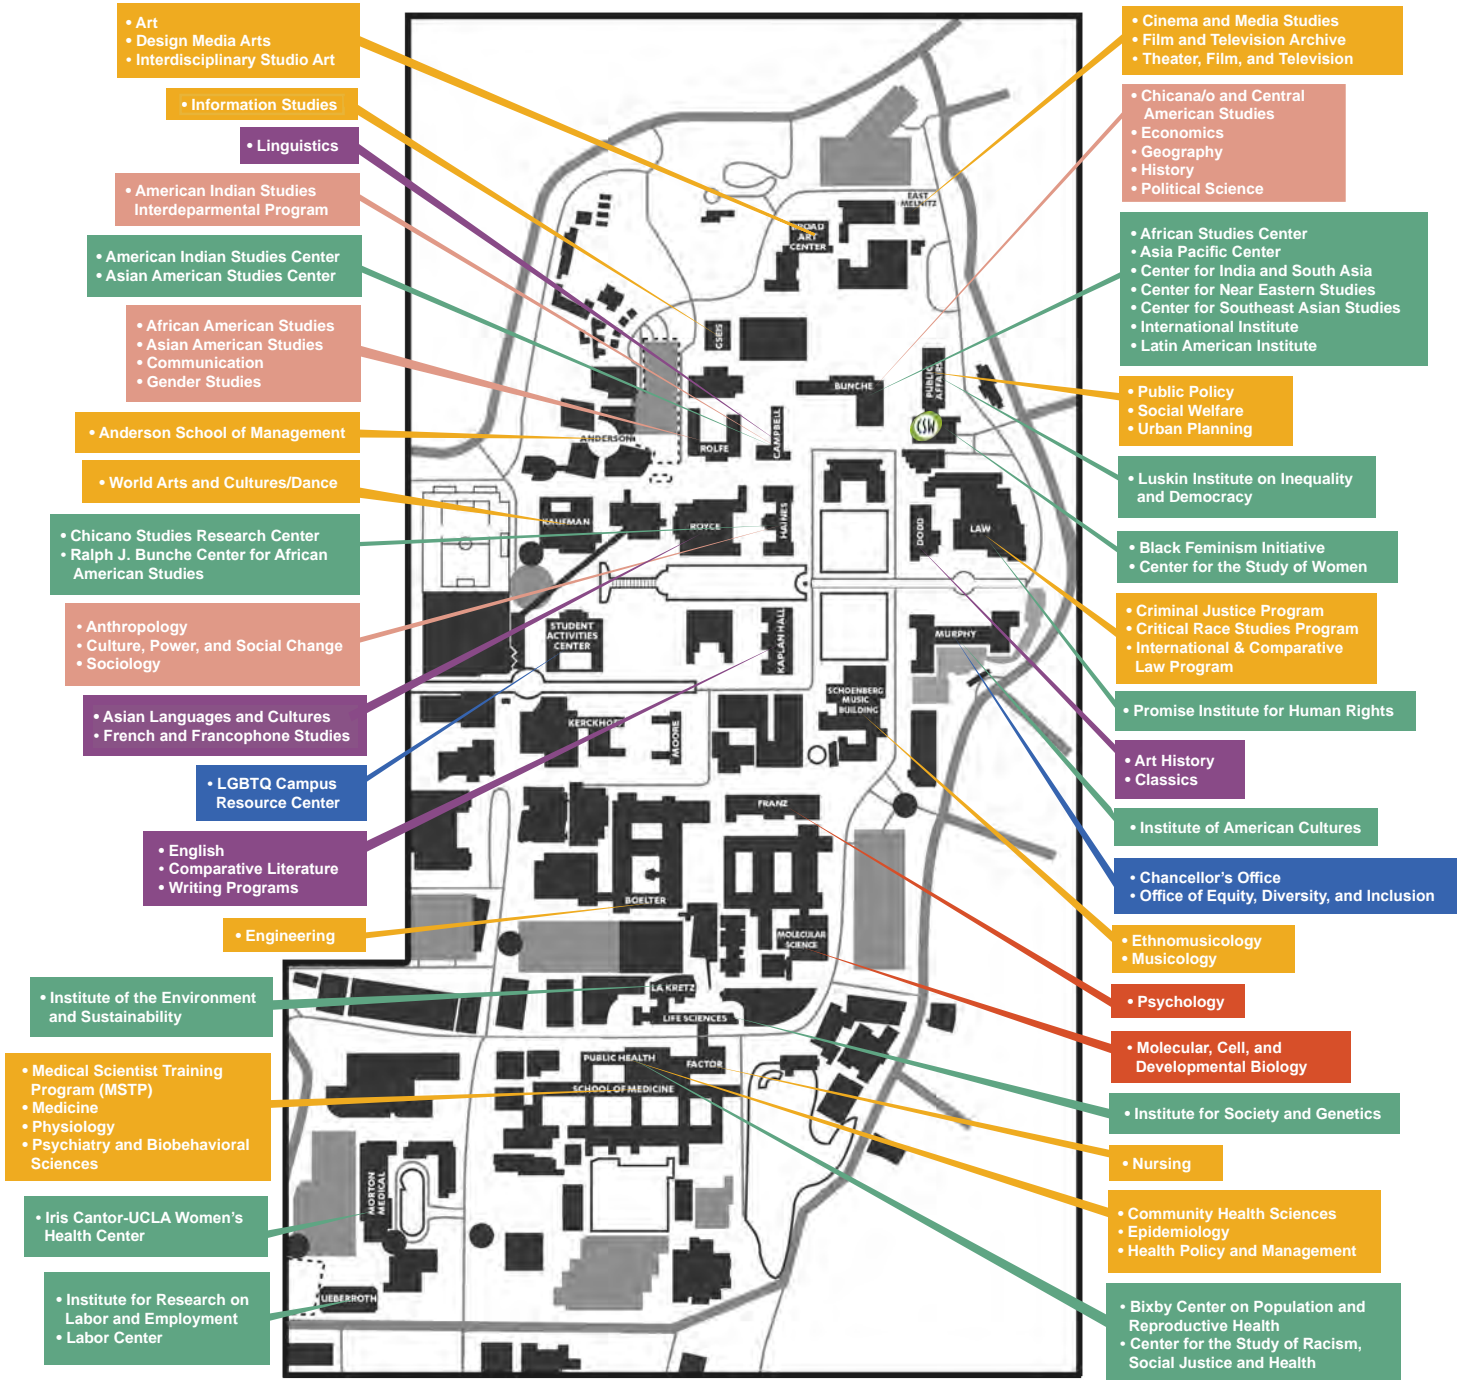 • Art
• Design Media Arts
• Interdisciplinary Studio Art
• Information Studies
• Linguistics
• American Indian Studies
Interdeparmental Program
• American Indian Studies Center
• Asian American Studies Center
• African American Studies
• Asian American Studies
• Communication
• Gender Studies
• Anderson School of Management
• World Arts and Cultures/Dance
• Chicano Studies Research Center
• Ralph J. Bunche Center for African
American Studies
• Anthropology
• Culture, Power, and Social Change
• Sociology
• Asian Languages and Cultures
• French and Francophone Studies
• LGBTQ Campus
Resource Center
• English
• Comparative Literature
• Writing Programs
• Engineering
• Institute of the Environment
and Sustainability
• Medical Scientist Training
Program (MSTP)
• Medicine
• Physiology
• Psychiatry and Biobehavioral
Sciences
• Iris Cantor-UCLA Women's
Health Center
• Institute for Research on
Labor and Employment
• Labor Center
EAST
MELNITZ
BROAD
ART
CENTER
GSEIS
BUNCHE
PUBLIC
AFFAIRS
CSW
ANDERSON
ROLFE
CAMPBELL
KAUFMAN
ROYCE
HAINES
DODD
LAW
STUDENT
ACTIVITIES
CENTER
KAPLAN HALL
MURPHY
SCHOENBERG
MUSIC
BUILDING
KERCKHOFF
MOORE
FRANZ
BOELTER
MOLECULAR
SCIENCE
LA KRETZ
LIFE SCIENCES
PUBLIC HEALTH
FACTOR
SCHOOL OF MEDICINE
MORTON
MEDICAL
UEBERROTH
• Cinema and Media Studies
• Film and Television Archive
• Theater, Film, and Television
• Chicana/o and Central
American Studies
• Economics
• Geography
• History
• Political Science
• African Studies Center
• Asia Pacific Center
• Center for India and South Asia
• Center for Near Eastern Studies
• Center for Southeast Asian Studies
• International Institute
• Latin American Institute
• Public Policy
• Social Welfare
• Urban Planning
• Luskin Institute on Inequality
and Democracy
• Black Feminism Initiative
• Center for the Study of Women
• Criminal Justice Program
• Critical Race Studies Program
• International & Comparative
Law Program
• Promise Institute for Human Rights
• Art History
• Classics
• Institute of American Cultures
• Chancellor's Office
• Office of Equity, Diversity, and Inclusion
• Ethnomusicology
• Musicology
• Psychology
• Molecular, Cell, and
Developmental Biology
• Institute for Society and Genetics
• Nursing
• Community Health Sciences
• Epidemiology
• Health Policy and Management
• Bixby Center on Population and
Reproductive Health
• Center for the Study of Racism,
Social Justice and Health